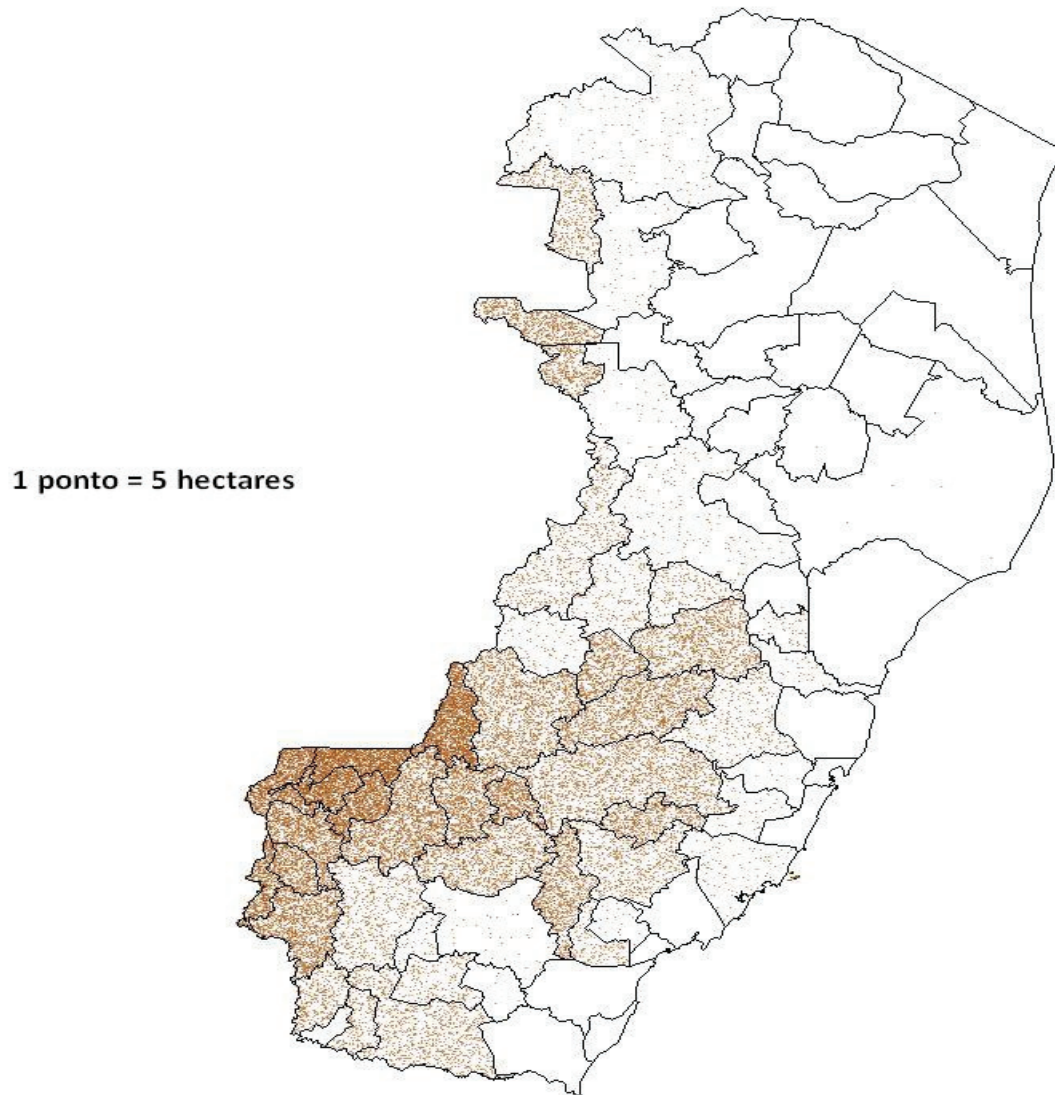 1 ponto = 5 hectares